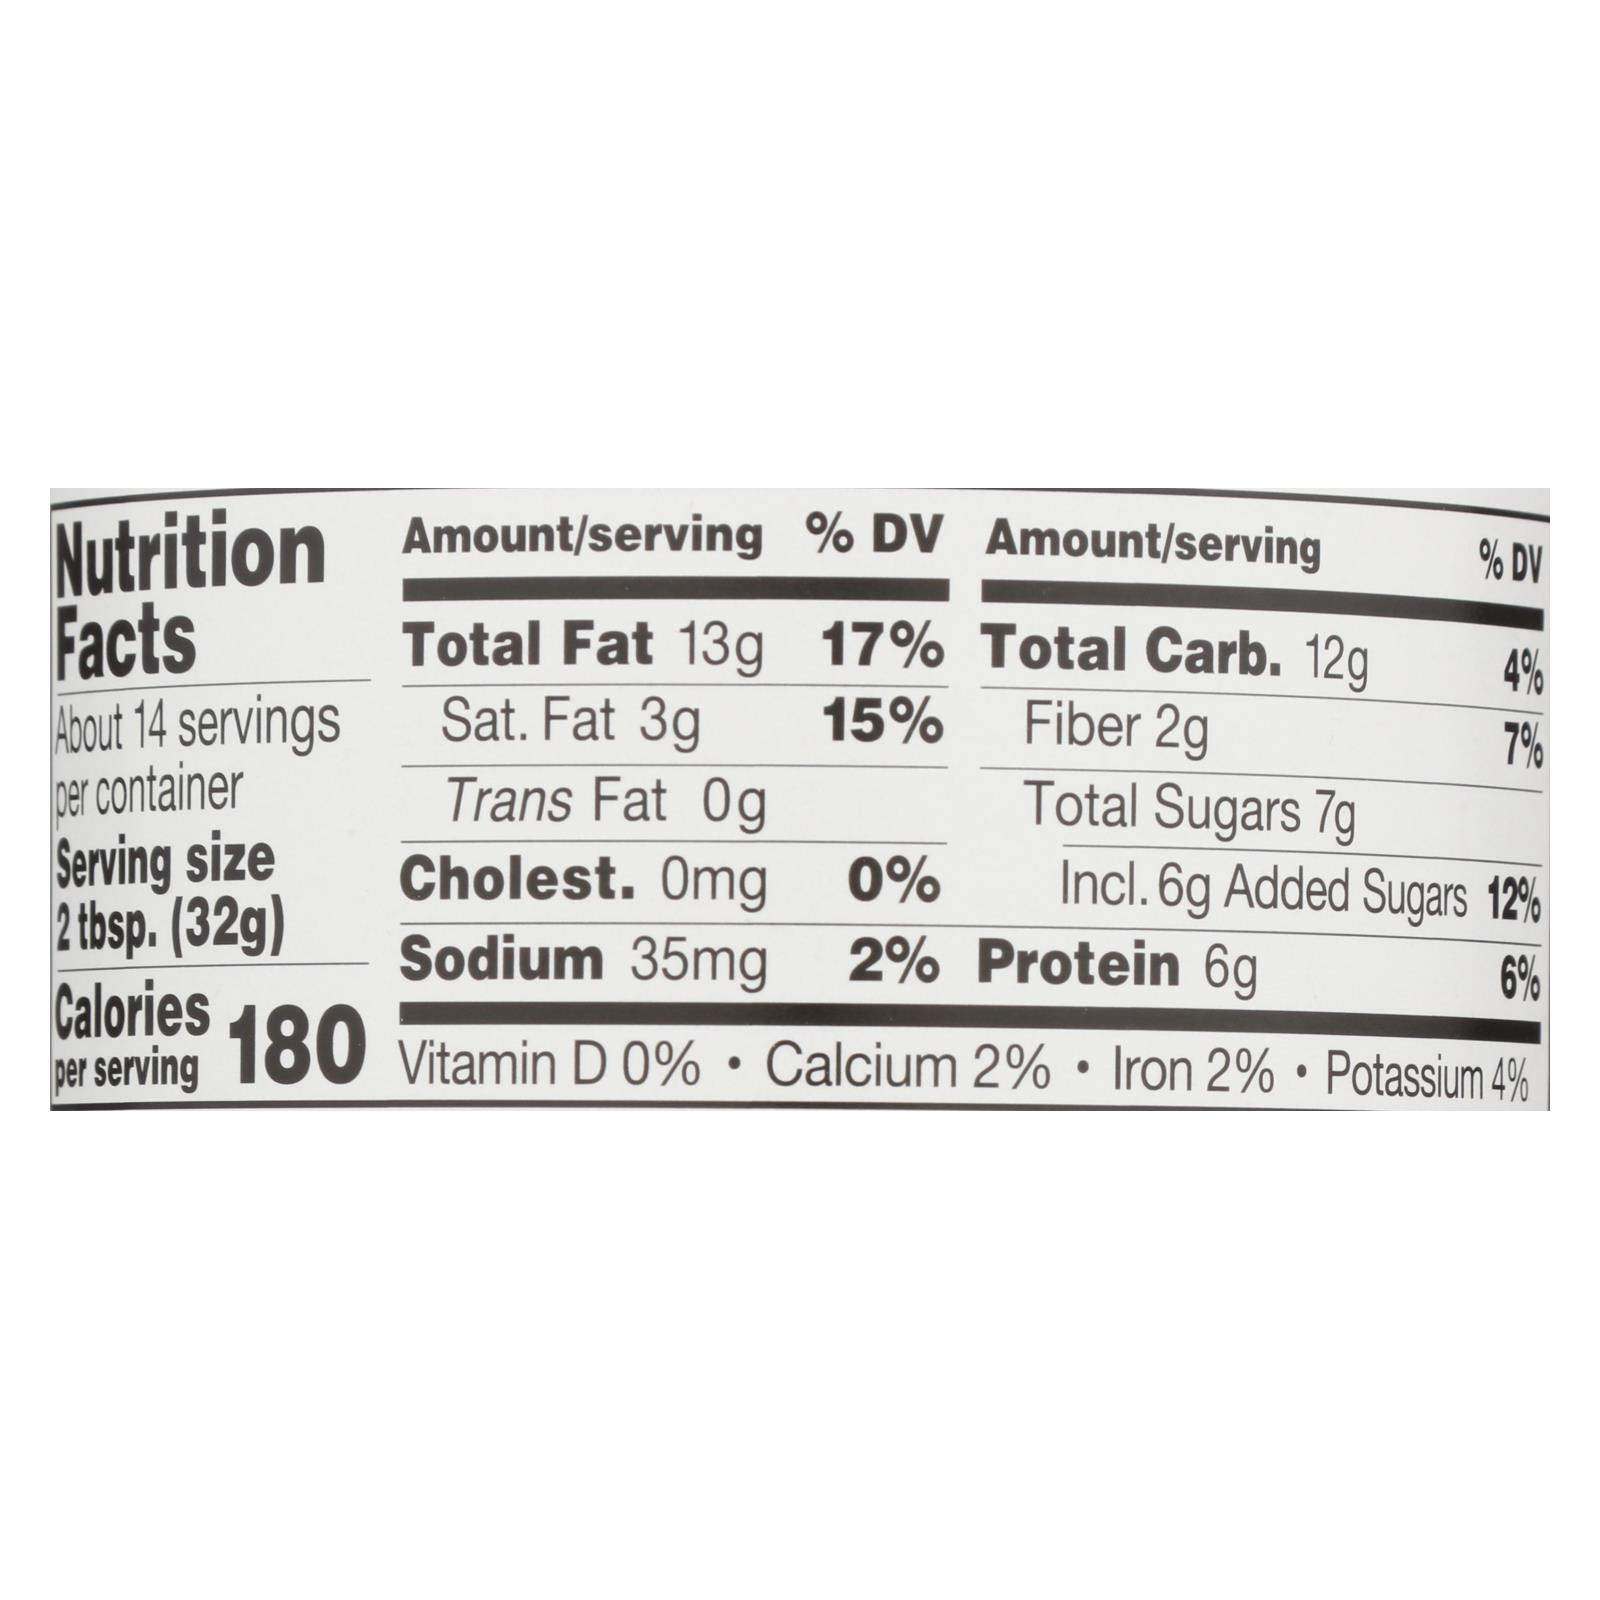 Nutrition
Facts
About 14 servings
per container
Serving size
2 tbsp. (32g)
Calories
per serving 180
Amount/serving % DV
Total Fat 13g 17%
Sat. Fat 3g 15%
Trans Fat 0g
Cholest. 0mg 0%
Sodium 35mg 2%
Amount/serving % DV
Total Carb. 12g 4%
Fiber 2g 7%
Total Sugars 7g
Incl. 6g Added Sugars 12%
Protein 6g 6%
Vitamin D 0% • Calcium 2% • Iron 2% • Potassium 4%